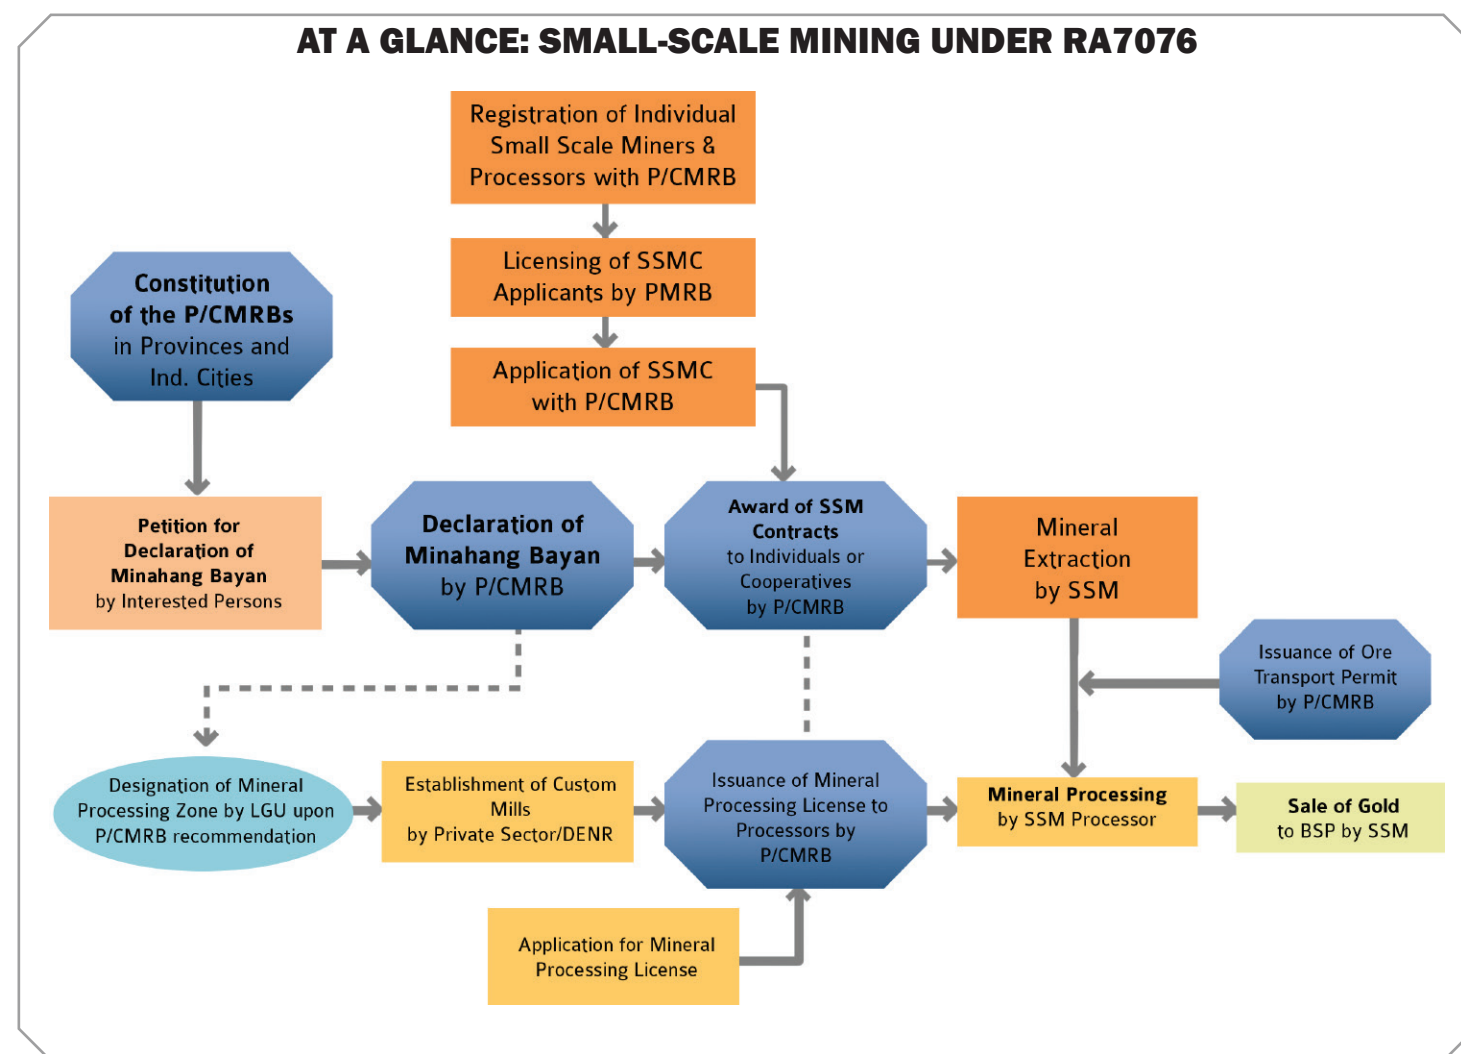 AT A GLANCE: SMALL-SCALE MINING UNDER RA7076
Registration of Individual
Small Scale Miners &
Processors with P/CMRB
Licensing of SSMC
Applicants by PMRB
Application of SSMC
with P/CMRB
Constitution
of the P/CMRBs
in Provinces and
Ind. Cities
Petition for
Declaration of
Minahang Bayan
by Interested Persons
Declaration of
Minahang Bayan
by P/CMRB
Award of SSM
Contracts
to Individuals or
Cooperatives
by P/CMRB
Mineral
Extraction
by SSM
Issuance of Ore
Transport Permit
by P/CMRB
Designation of Mineral
Processing Zone by LGU upon
P/CMRB recommendation
Establishment of Custom
Mills
by Private Sector/DENR
Issuance of Mineral
Processing License to
Processors by
P/CMRB
Mineral Processing
by SSM Processor
Sale of Gold
to BSP by SSM
Application for Mineral
Processing License